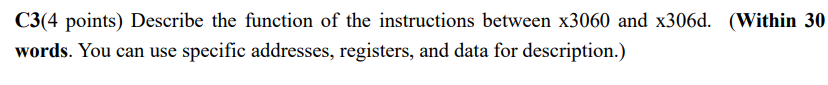 C3(4 points) Describe the function of the instructions between x3060 and x306d. (Within 30
words. You can use specific addresses, registers, and data for description.)